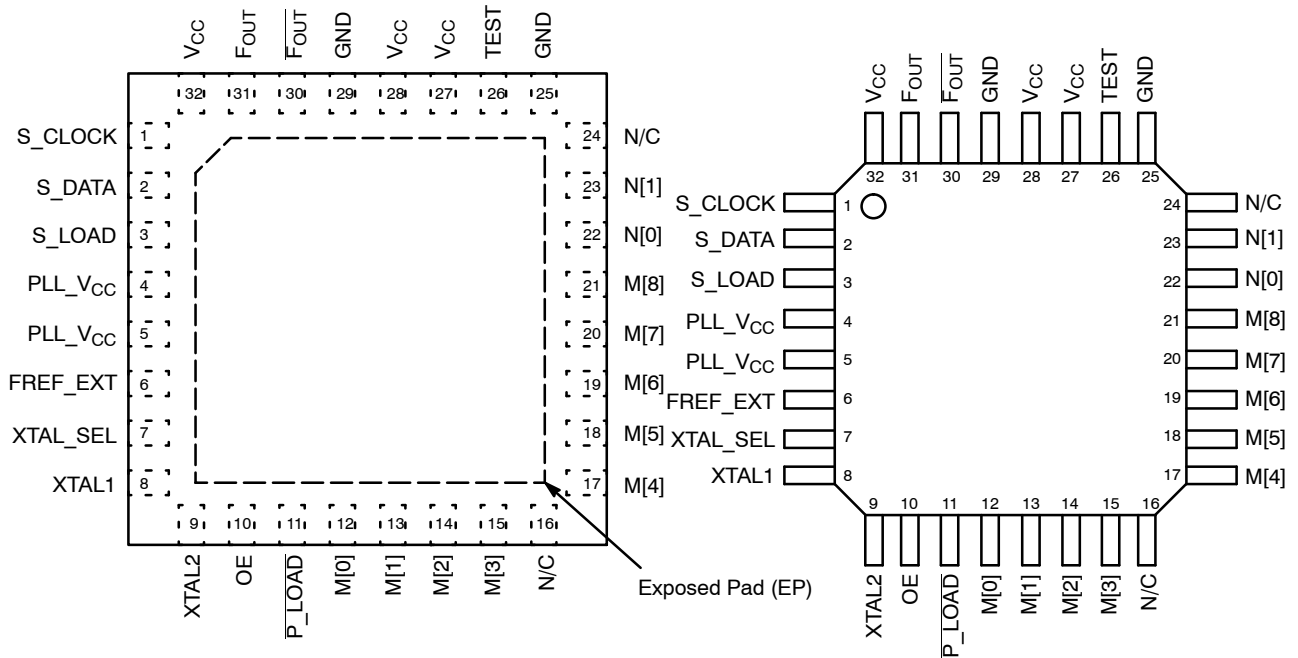 VCC FOUT FOUT GND VCC VCC TEST GND
32 31 30 29 28 27 26 25
S_CLOCK 1 24 N/C
S_DATA 2 23 N[1]
S_LOAD 3 22 N[0]
PLL_VCC 4 21 M[8]
PLL_VCC 5 20 M[7]
FREF_EXT 6 19 M[6]
XTAL_SEL 7 18 M[5]
XTAL1 8 17 M[4]
9 10 11 12 13 14 15 16
XTAL2 OE P_LOAD M[0] M[1] M[2] M[3] N/C
Exposed Pad (EP)
VCC FOUT FOUT GND VCC VCC TEST GND
32 31 30 29 28 27 26 25
S_CLOCK 1 24 N/C
S_DATA 2 23 N[1]
S_LOAD 3 22 N[0]
PLL_VCC 4 21 M[8]
PLL_VCC 5 20 M[7]
FREF_EXT 6 19 M[6]
XTAL_SEL 7 18 M[5]
XTAL1 8 17 M[4]
9 10 11 12 13 14 15 16
XTAL2 OE P_LOAD M[0] M[1] M[2] M[3] N/C